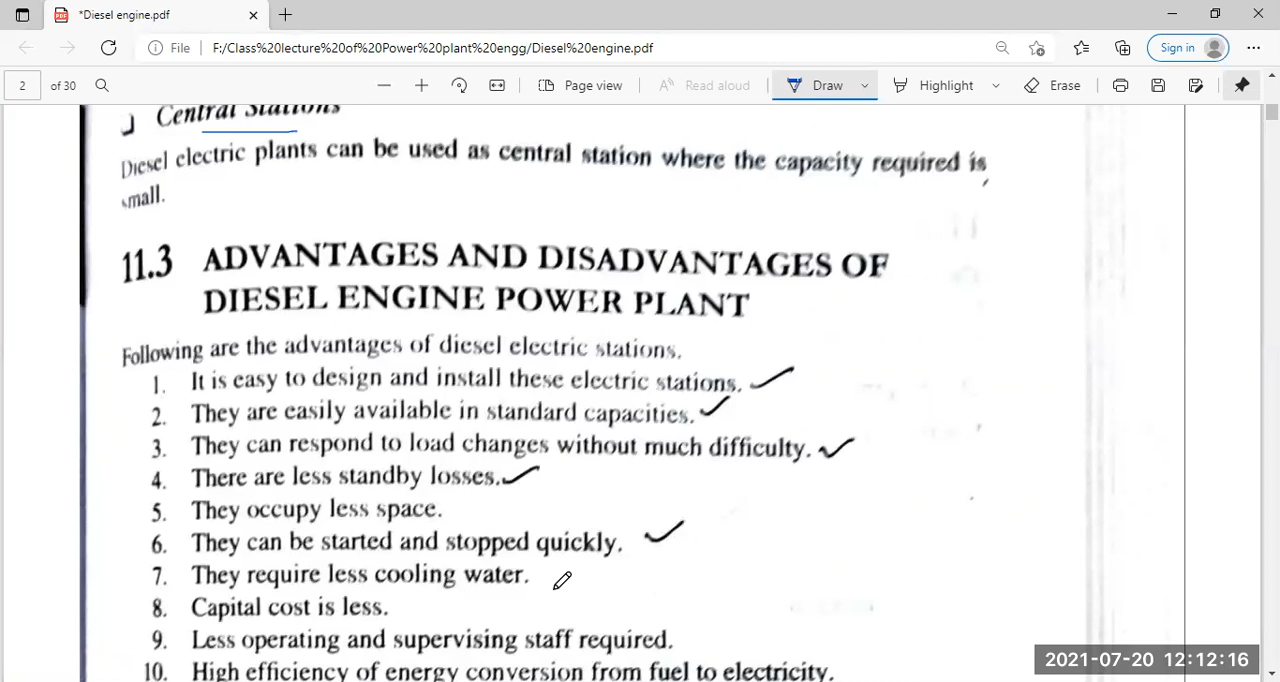 *Diesel engine.pdf
File
F:/Class%20lecture%20of%20Power%20plant%20engg/Diesel%20engine.pdf
Sign in
2 of 30
Page view
Read aloud
Draw
Highlight
Erase
Central Stations
Diesel electric plants can be used as central station where the capacity required is
small.
11.3 ADVANTAGES AND DISADVANTAGES OF
DIESEL ENGINE POWER PLANT
Following are the advantages of diesel electric stations.
1. It is easy to design and install these electric stations.
2. They are easily available in standard capacities.
3. They can respond to load changes without much difficulty.
4. There are less standby losses.
5. They occupy less space.
6. They can be started and stopped quickly.
7. They require less cooling water.
8. Capital cost is less.
9. Less operating and supervising staff required.
10. High efficiency of energy conversion from fuel to electricity.
2021-07-20 12:12:16